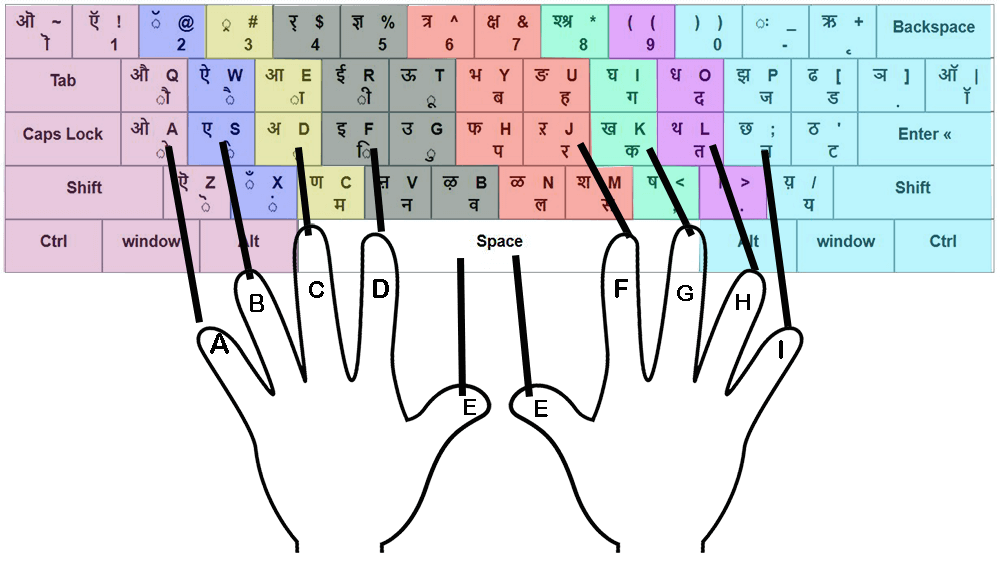 ऒ ~ ऍ ! ॅ @ ृ # र् $ ज्ञ % त्र ^ क्ष & श्र * ( ( ) ) ः _ ऋ + Backspace
ॊ 1 2 3 4 5 6 7 8 9 0 - ृ
Tab औ Q ऐ W आ E ई R ऊ T भ Y ङ U घ I ध O झ P ढ [ ञ ] ऑ |
ौ ै ा ी ू ब ह ग द ज ड . ॉ
Caps Lock ओ A ए S अ D इ F उ G फ H ऱ J ख K थ L छ ; ठ ' Enter «
ो े ् ि ु प र क त च ट
Shift ऎ Z ँ X ण C ऩ V ऴ B ळ N श M ष < । > य़ / Shift
ॆ ं म न व ल स , . य
Ctrl window Alt Space Alt window Ctrl
A B C D E E F G H I